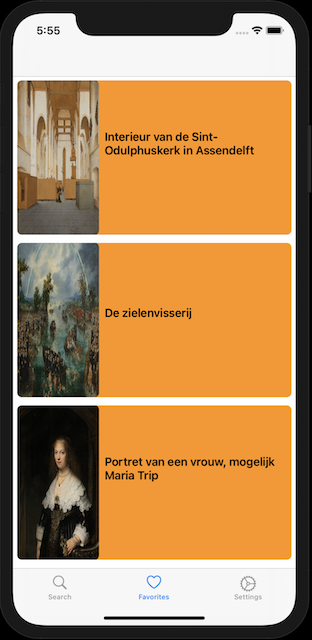 5:55
Interieur van de Sint-
Odulphuskerk in Assendelft
De zielenvisserij
Portret van een vrouw, mogelijk
Maria Trip
Search
Favorites
Settings